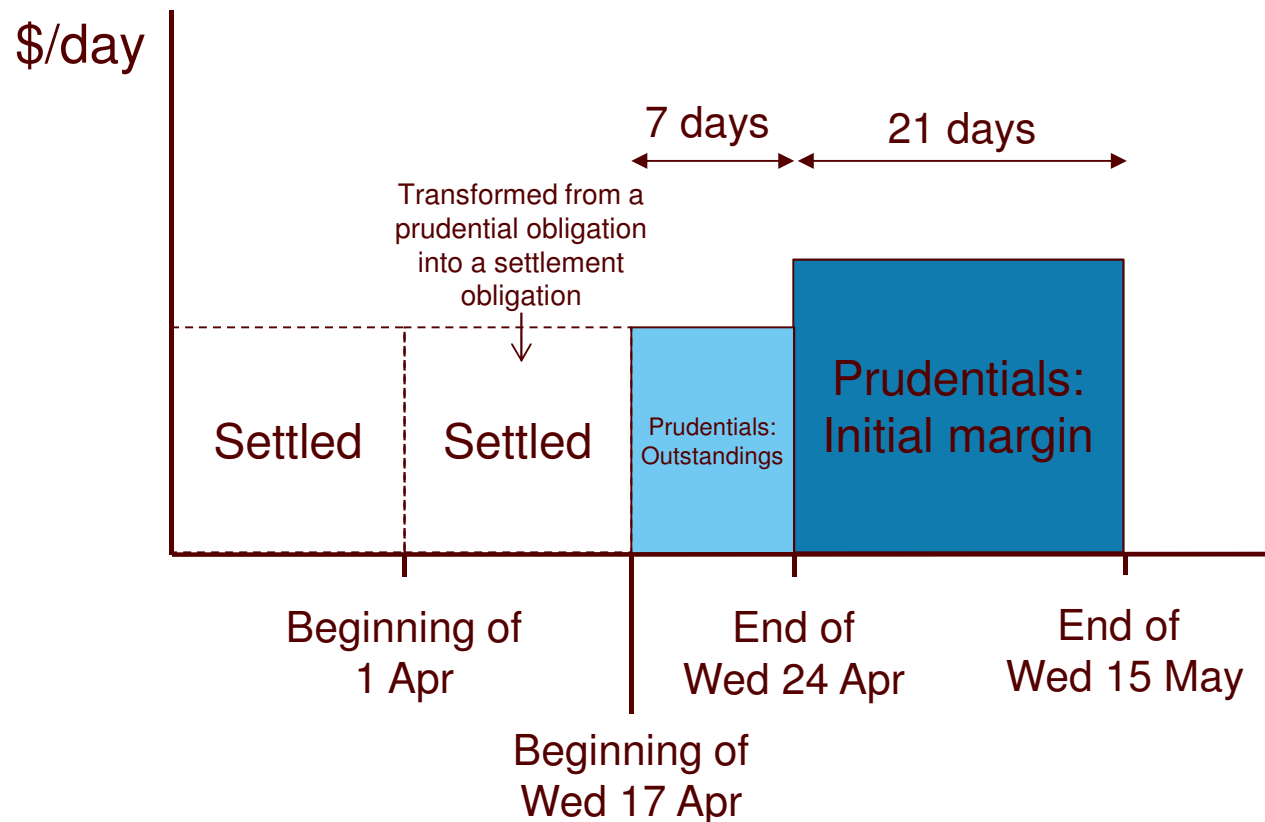 $/day
7 days
21 days
Transformed from a
prudential obligation
into a settlement
obligation
Settled
Settled
Prudentials:
Outstandings
Prudentials:
Initial margin
Beginning of
1 Apr
Beginning of
Wed 17 Apr
End of
Wed 24 Apr
End of
Wed 15 May